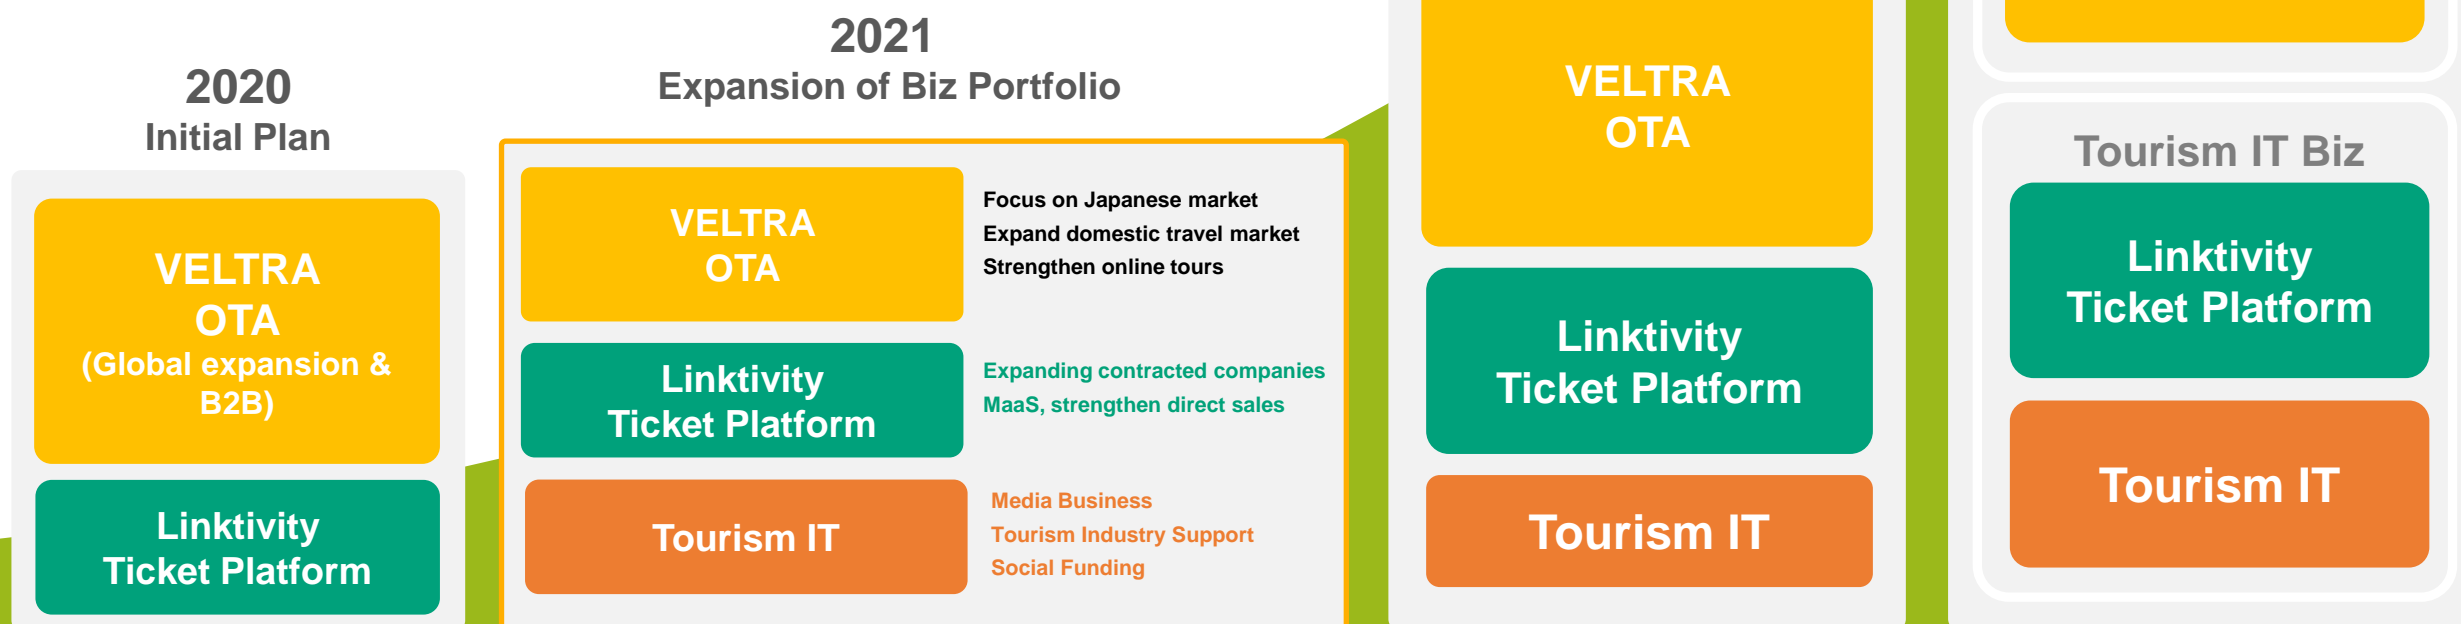 2020
Initial Plan
VELTRA
OTA
(Global expansion &
B2B)
Linktivity
Ticket Platform
2021
Expansion of Biz Portfolio
VELTRA
OTA
Focus on Japanese market
Expand domestic travel market
Strengthen online tours
Linktivity
Ticket Platform
Expanding contracted companies
MaaS, strengthen direct sales
Tourism IT
Media Business
Tourism Industry Support
Social Funding
VELTRA
OTA
Linktivity
Ticket Platform
Tourism IT
Tourism IT Biz
Linktivity
Ticket Platform
Tourism IT